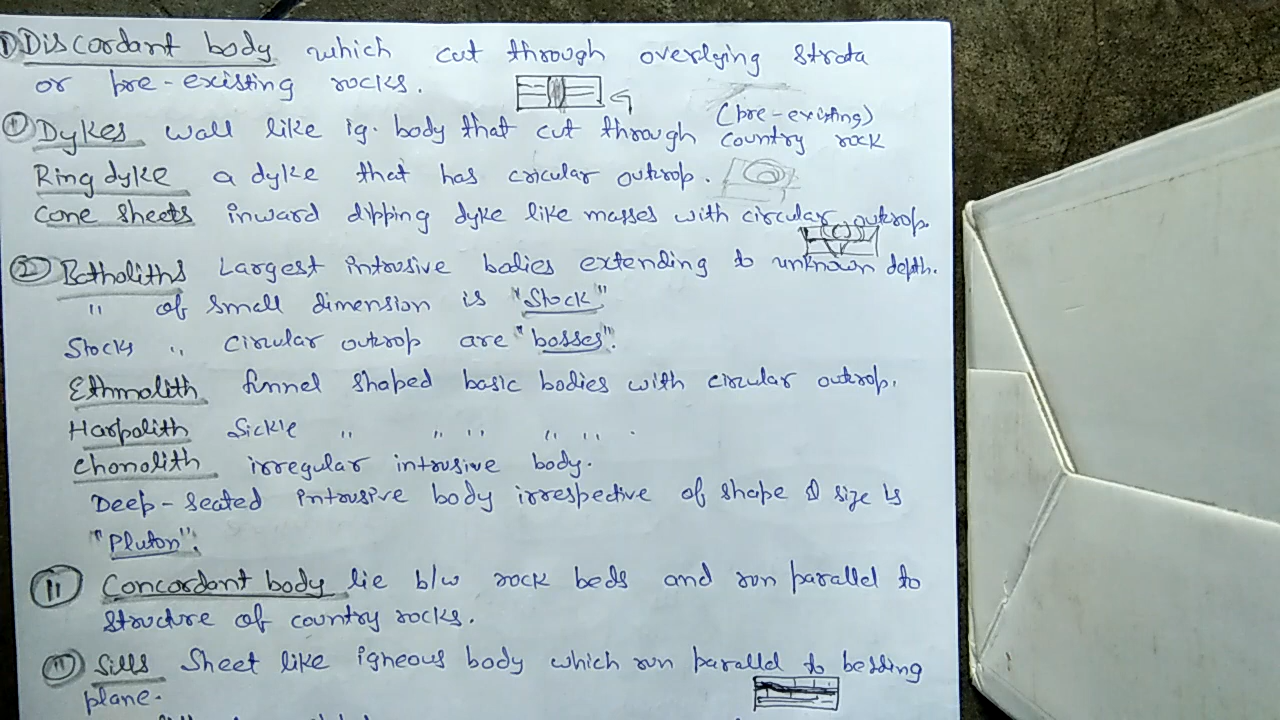 ① Discordant body which cut through overlying strata
or pre-existing rocks.
① Dykes wall like ig. body that cut through (pre-existing) country rock
Ring dyke a dyke that has circular outrop.
Cone sheets inward dipping dyke like masses with circular outrop.
② Batholiths Largest intrusive bodies extending to unknown depth.
" of small dimension is "Stock"
Stocks " circular outrop are "bosses".
Ethmolith funnel shaped basic bodies with circular outrop.
Harpolith Sickle " " " " " .
Chonolith irregular intrusive body.
Deep-seated intrusive body irrespective of shape & size is
"Pluton".
II Concordant body lie b/w rock beds and run parallel to
structure of country rocks.
① Sills Sheet like igneous body which run parallel to bedding
plane.